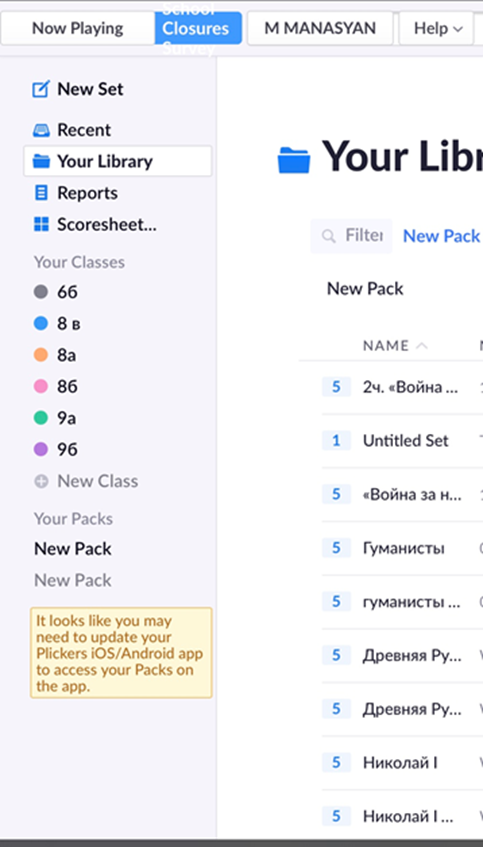 Now Playing
School
Closures
Survey
M MANASYAN
Help
New Set
Recent
Your Library
Reports
Scoresheet...
Your Classes
6б
8 в
8а
8б
9а
9б
New Class
Your Packs
New Pack
New Pack
It looks like you may
need to update your
Plickers iOS/Android app
to access your Packs on
the app.
Your Libr
Filter
New Pack
New Pack
NAME
5 2ч. «Война ...
1 Untitled Set
5 «Война за н...
5 Гуманисты
5 гуманисты ...
5 Древняя Ру...
5 Древняя Ру...
5 Николай I
5 Николай I ...